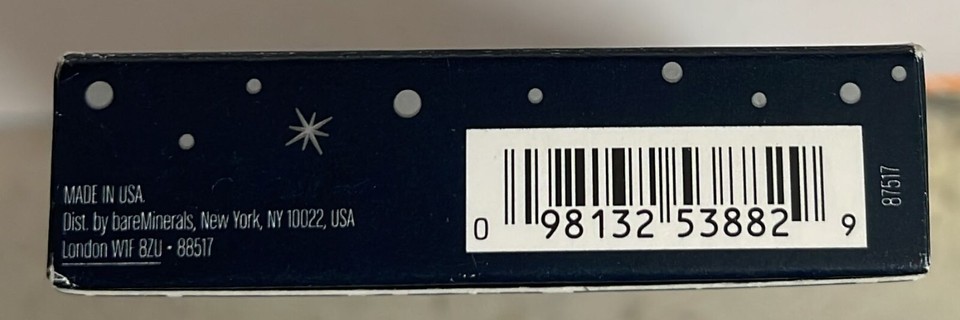 MADE IN USA.
Dist. by bareMinerals, New York, NY 10022, USA
London W1F 8ZU • 88517
0 98132 53882 9
87517